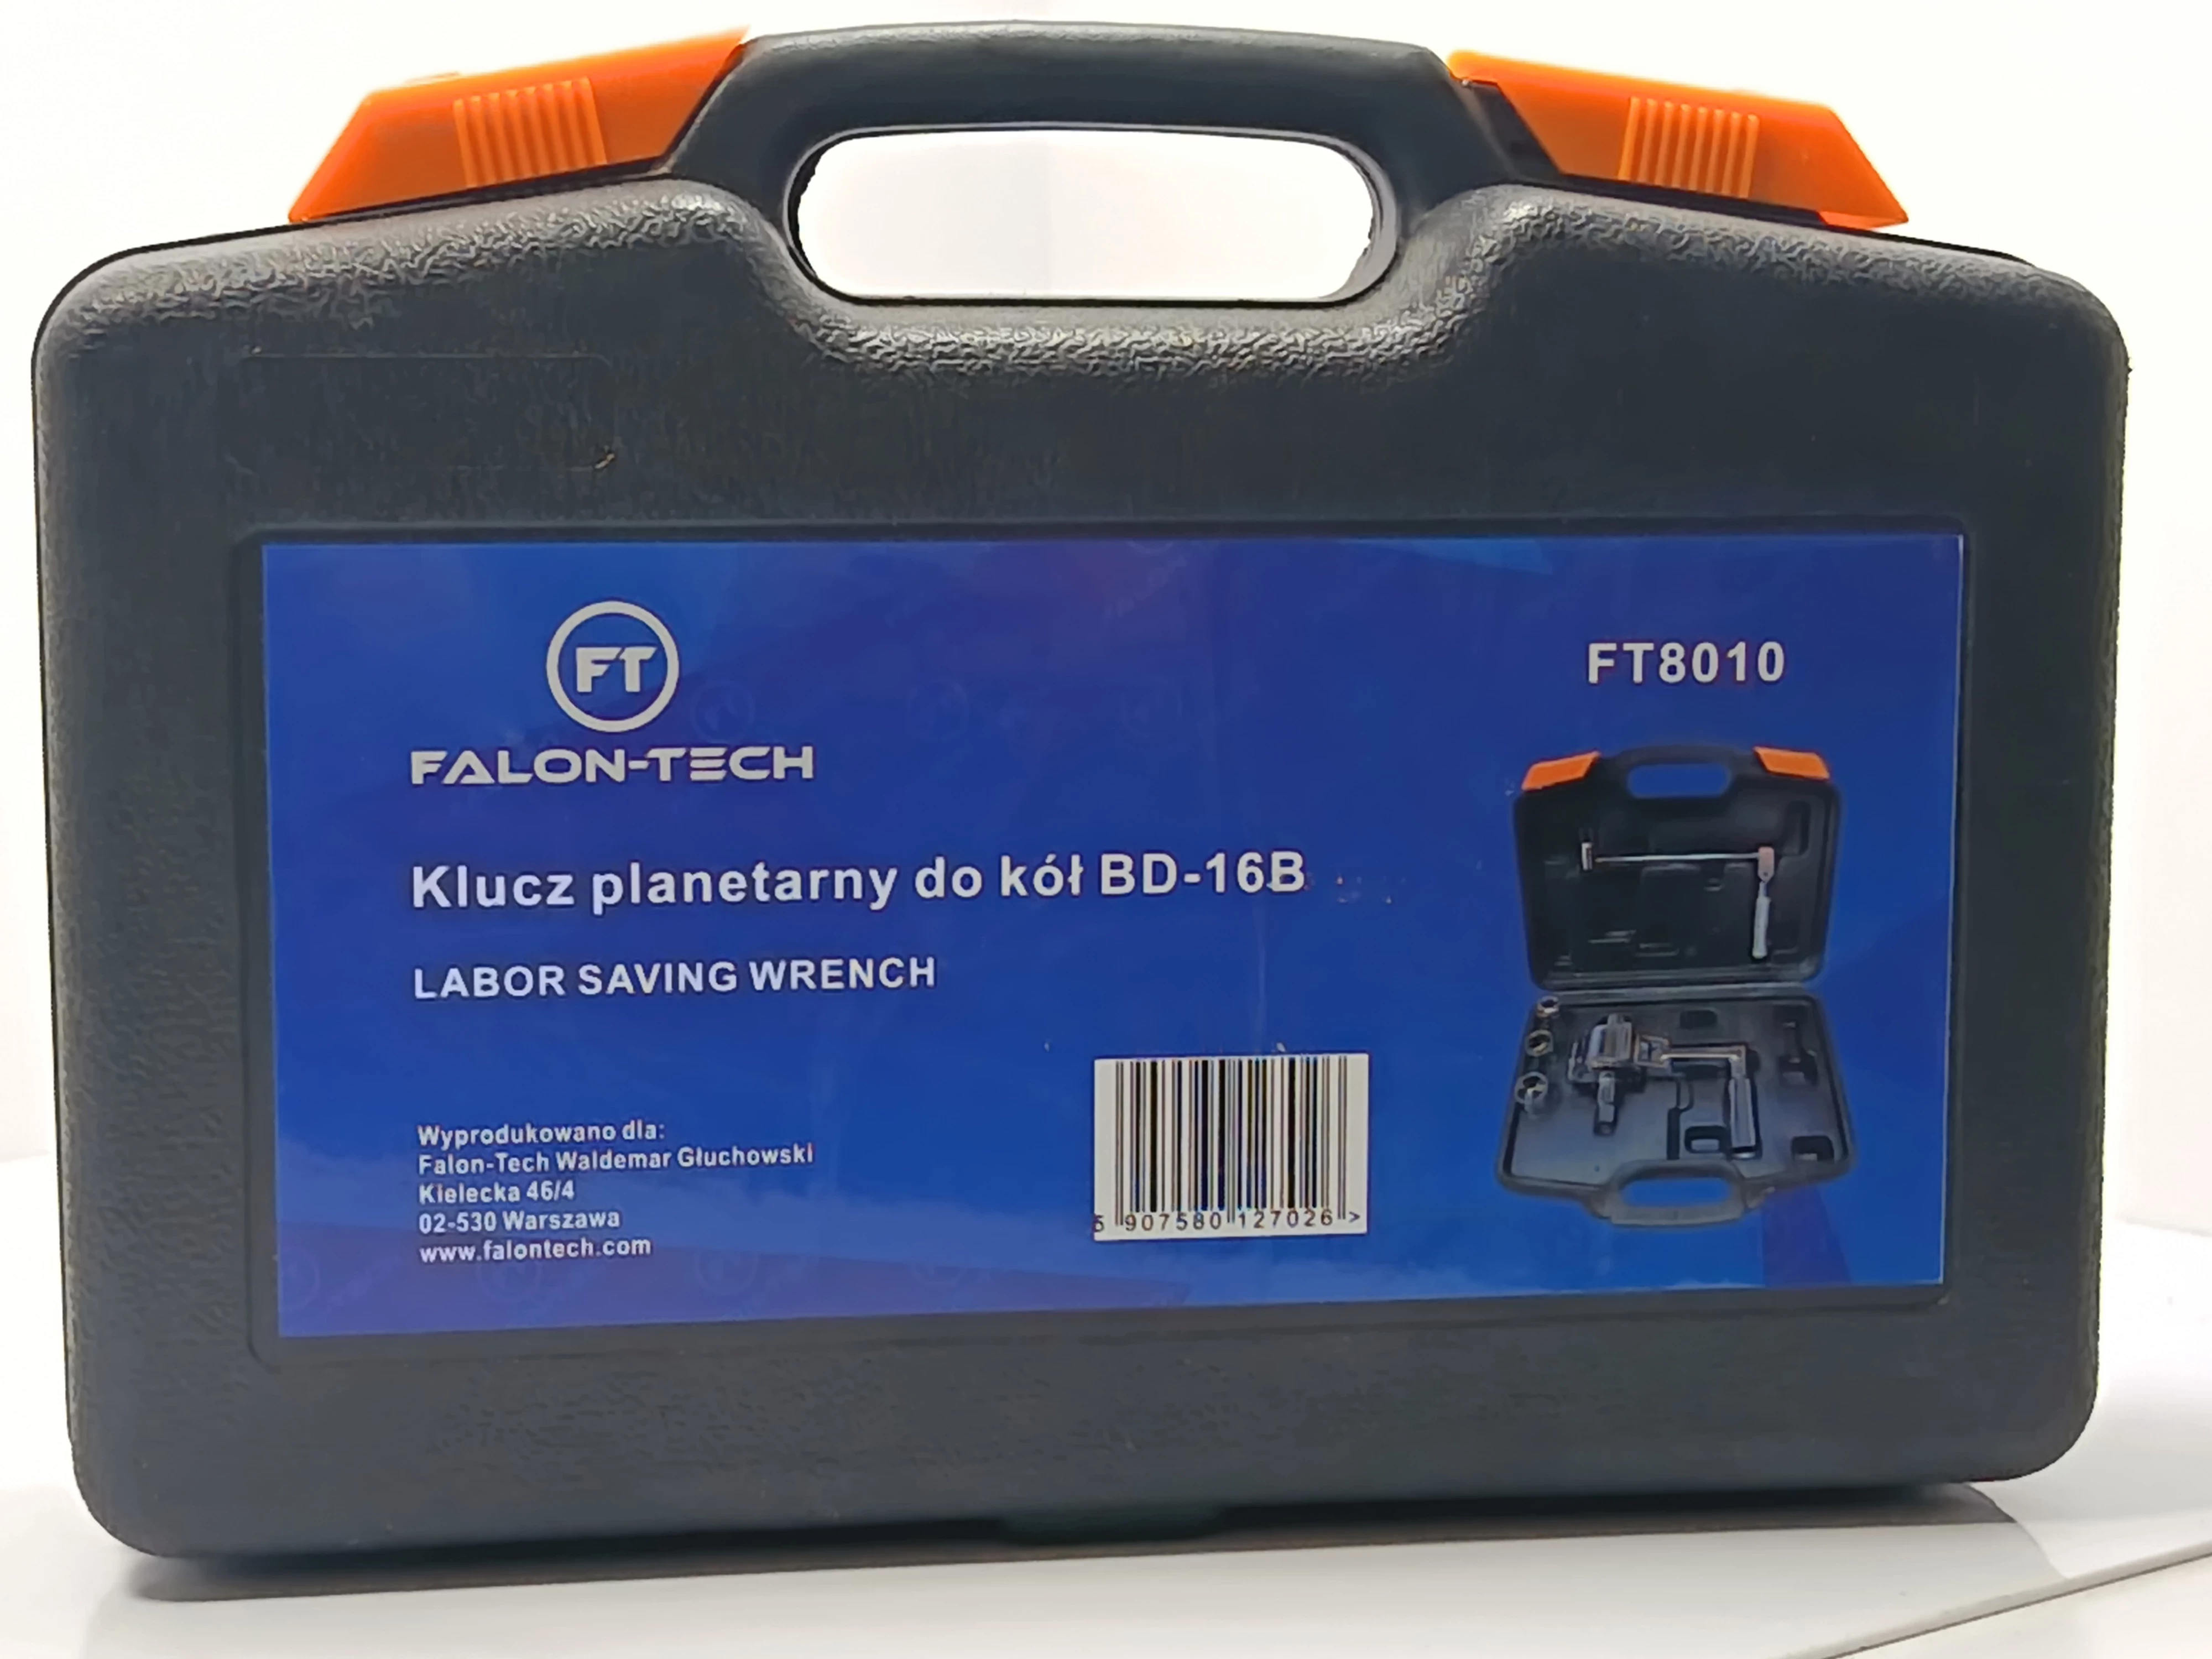 FT
FALON-TECH
FT8010
Klucz planetarny do kół BD-16B
LABOR SAVING WRENCH
Wyprodukowano dla:
Falon-Tech Waldemar Głuchowski
Kielecka 46/4
02-530 Warszawa
www.falontech.com
5 907580 127026 >